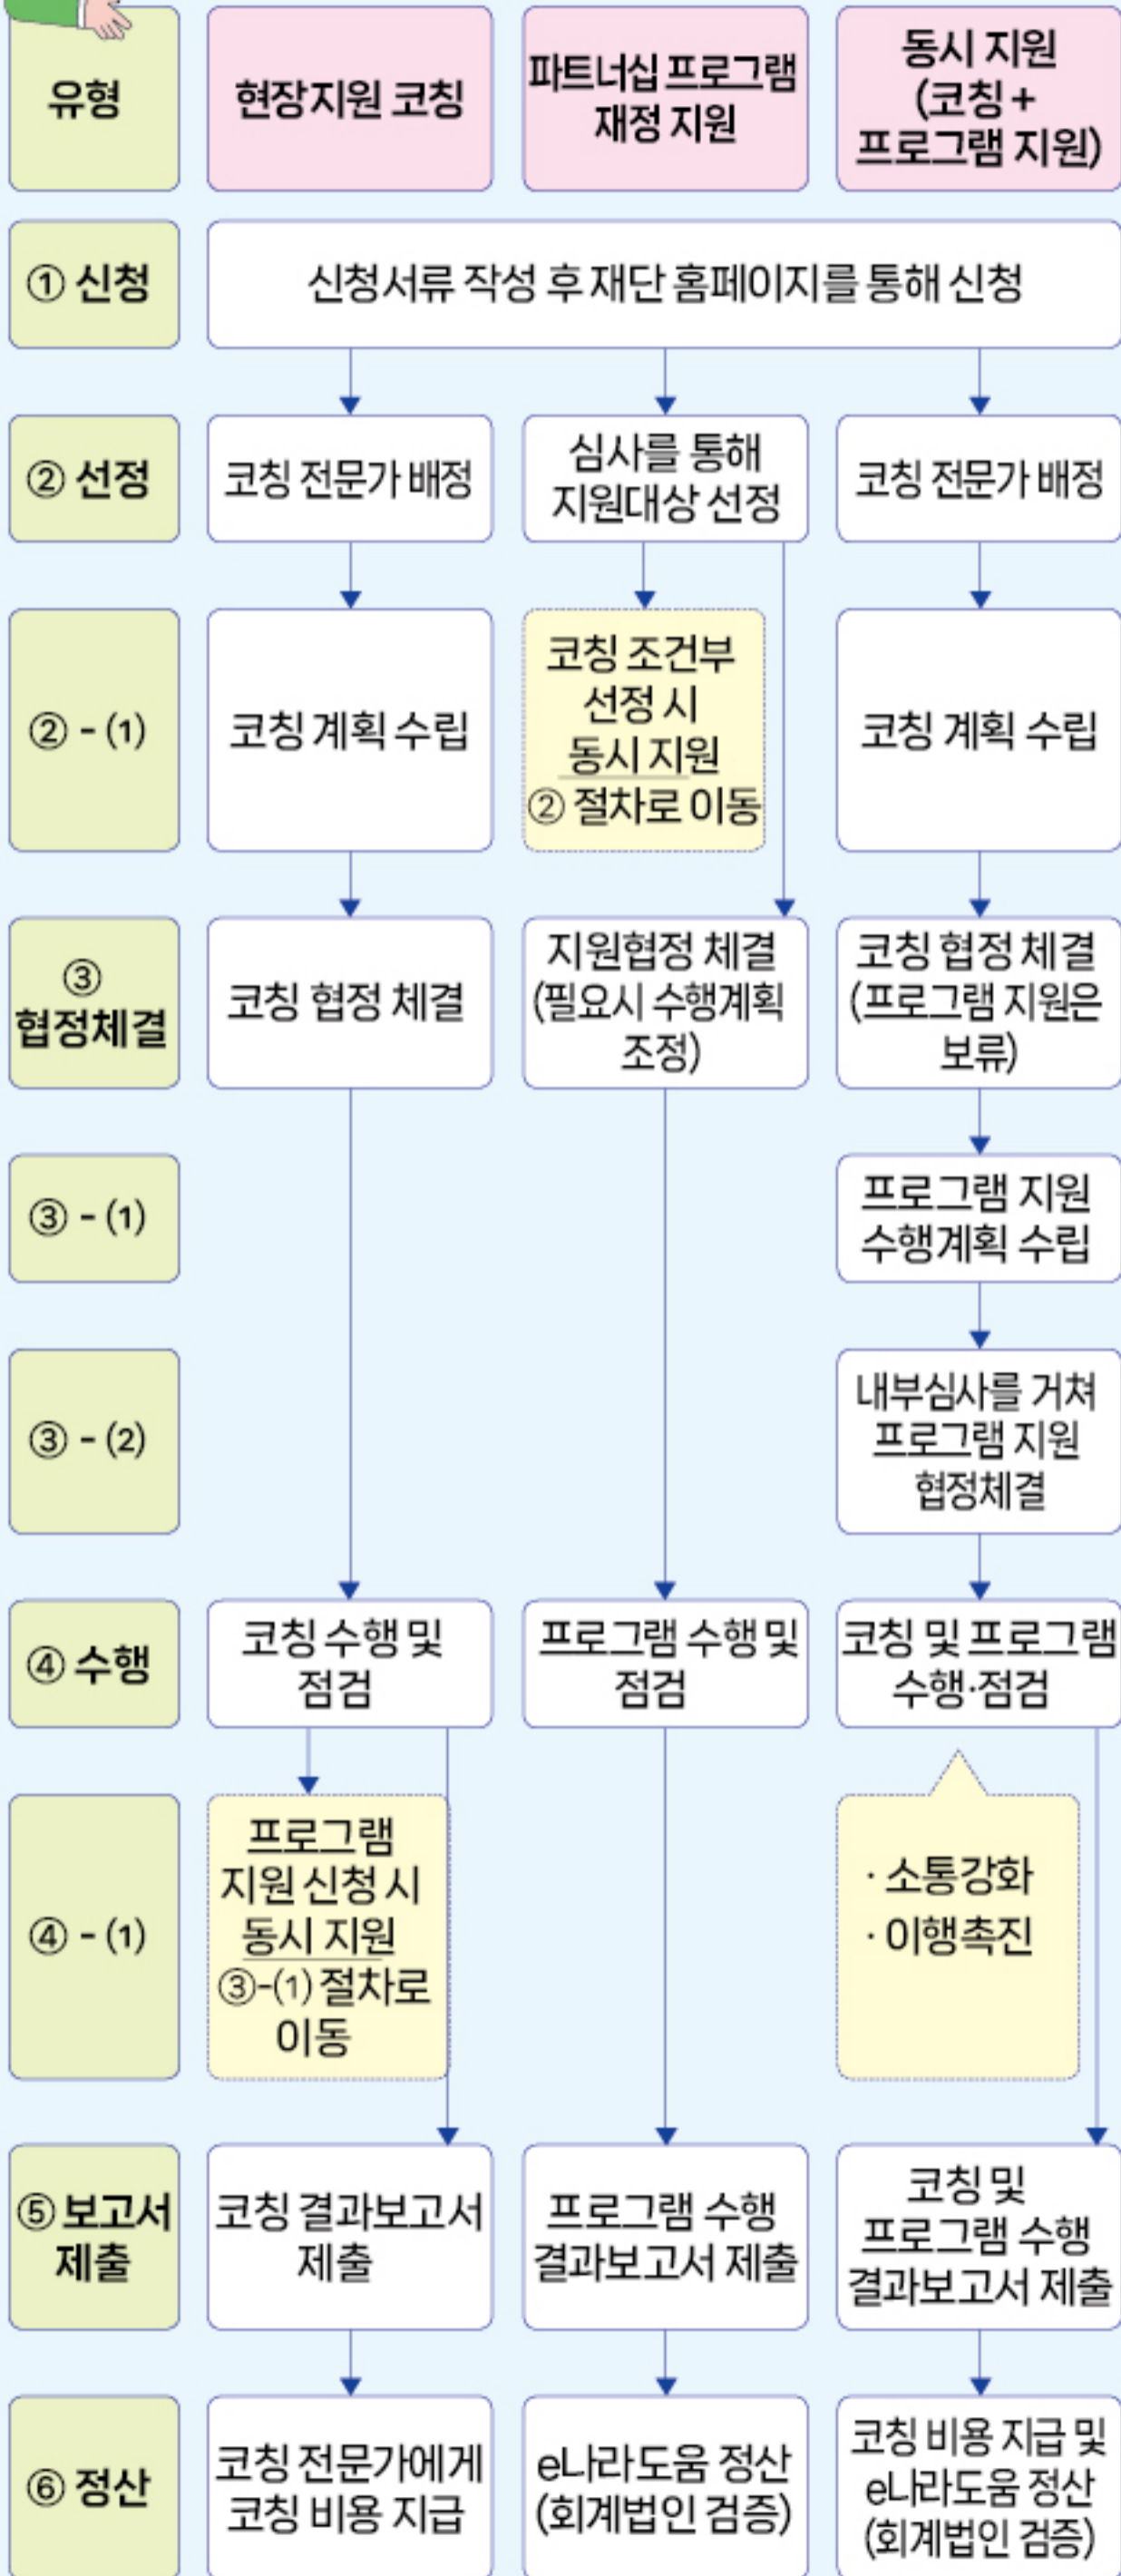 유형
현장지원 코칭
파트너십 프로그램
재정 지원
동시 지원
(코칭 +
프로그램 지원)
① 신청
신청서류 작성 후 재단 홈페이지를 통해 신청
② 선정
코칭 전문가 배정
심사를 통해
지원대상 선정
코칭 전문가 배정
② - (1)
코칭 계획 수립
코칭 조건부
선정 시
동시 지원
② 절차로 이동
코칭 계획 수립
③
협정체결
코칭 협정 체결
지원협정 체결
(필요시 수행계획
조정)
코칭 협정 체결
(프로그램 지원은
보류)
③ - (1)
프로그램 지원
수행계획 수립
③ - (2)
내부심사를 거쳐
프로그램 지원
협정체결
④ 수행
코칭 수행 및
점검
프로그램 수행 및
점검
코칭 및 프로그램
수행·점검
④ - (1)
프로그램
지원 신청 시
동시 지원
③-(1) 절차로
이동
· 소통강화
· 이행촉진
⑤ 보고서
제출
코칭 결과보고서
제출
프로그램 수행
결과보고서 제출
코칭 및
프로그램 수행
결과보고서 제출
⑥ 정산
코칭 전문가에게
코칭 비용 지급
e나라도움 정산
(회계법인 검증)
코칭 비용 지급 및
e나라도움 정산
(회계법인 검증)